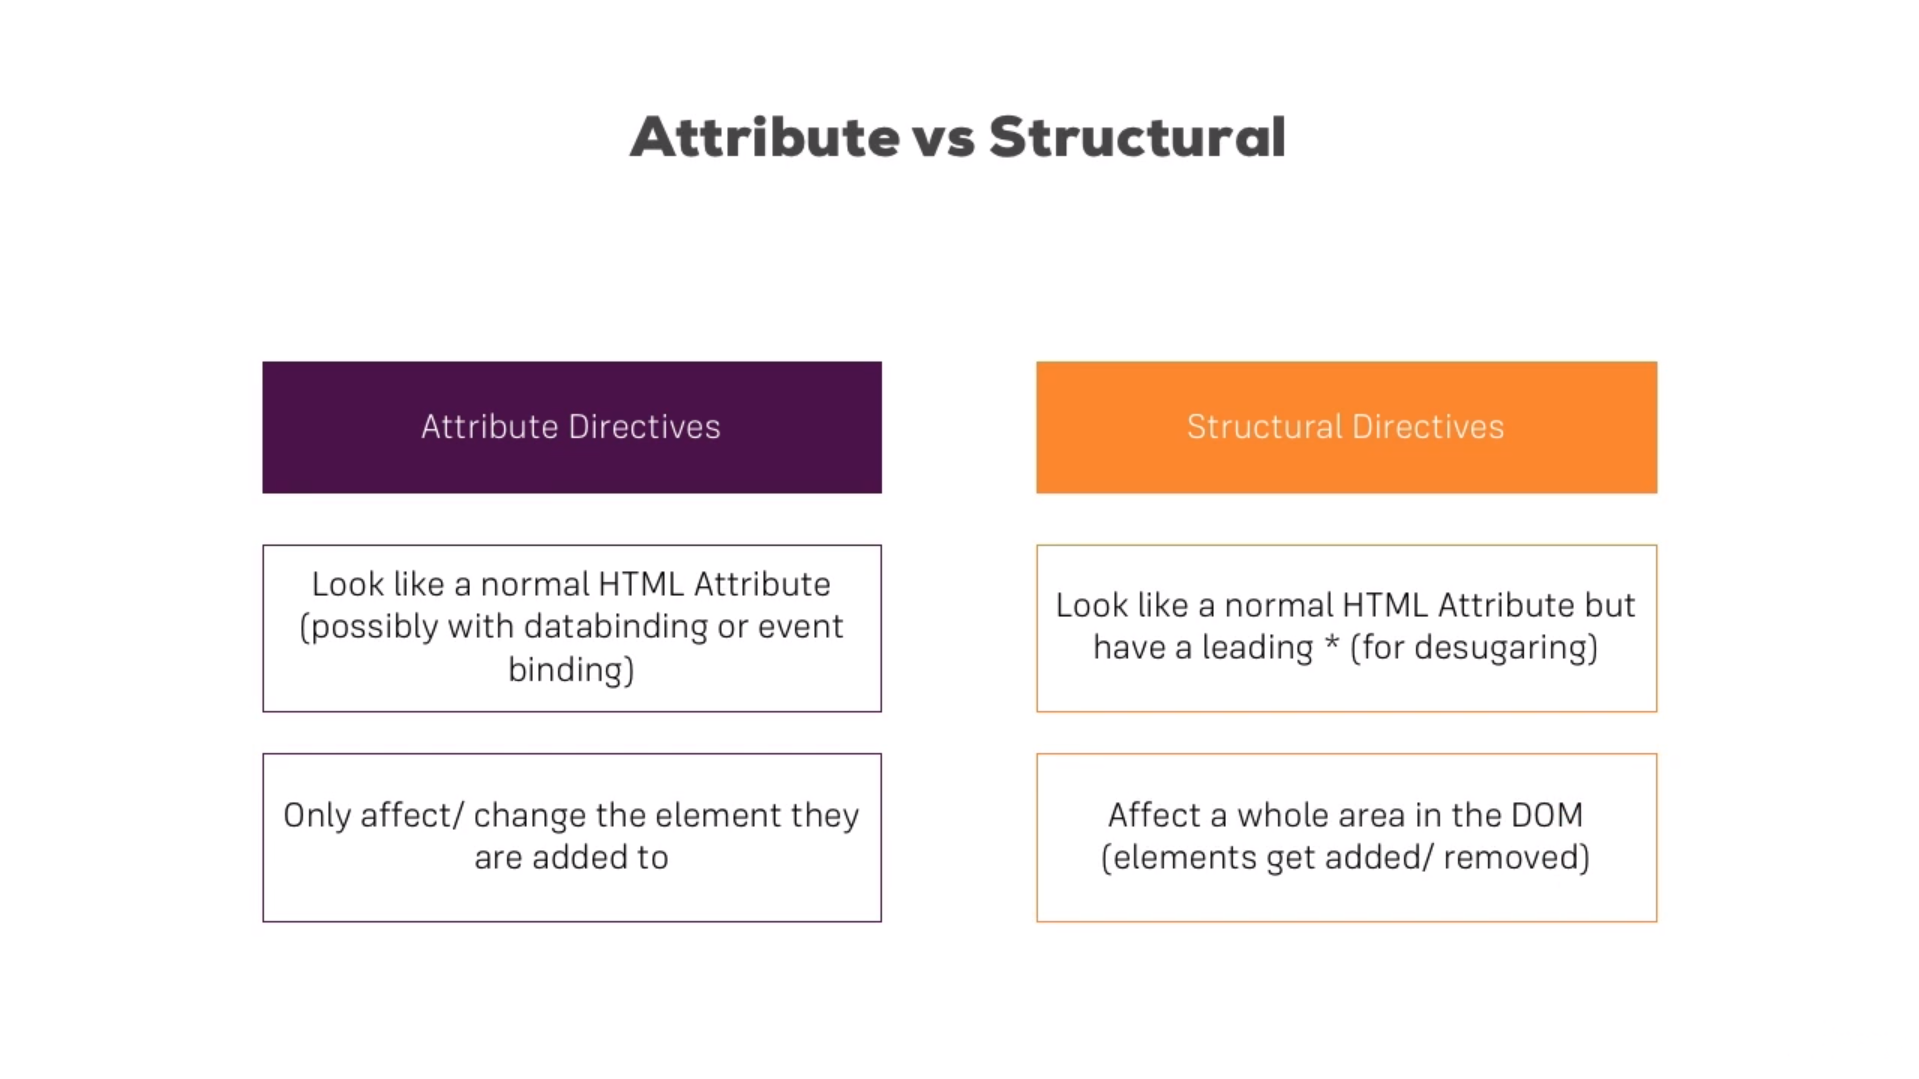 Attribute vs Structural
Attribute Directives
Look like a normal HTML Attribute
(possibly with databinding or event
binding)
Only affect/ change the element they
are added to
Structural Directives
Look like a normal HTML Attribute but
have a leading * (for desugaring)
Affect a whole area in the DOM
(elements get added/ removed)